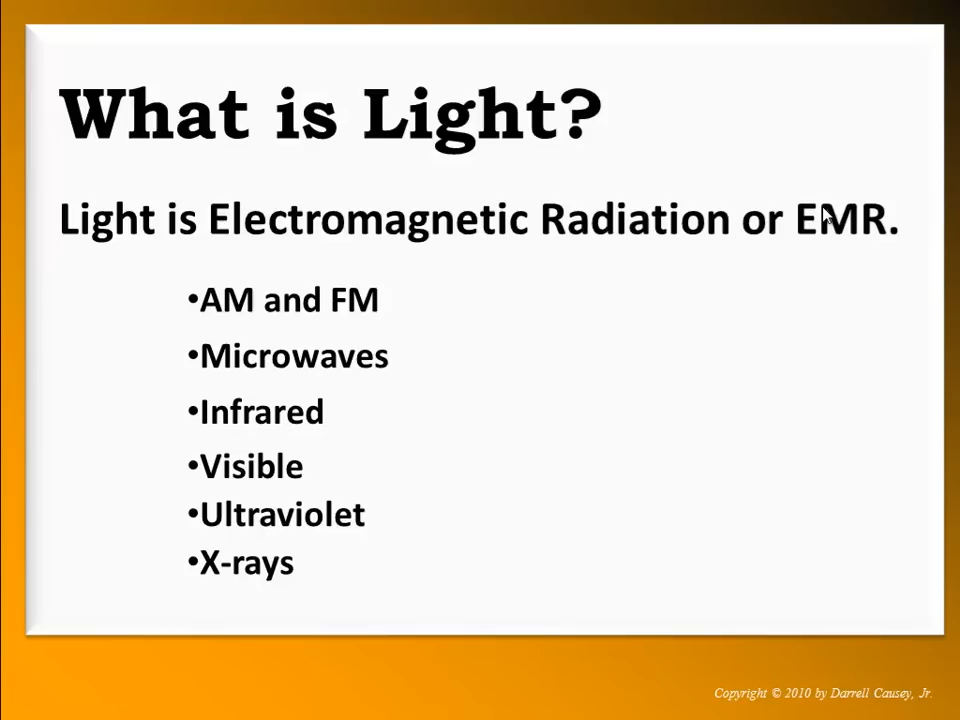 What is Light?
Light is Electromagnetic Radiation or EMR.
•AM and FM
•Microwaves
•Infrared
•Visible
•Ultraviolet
•X-rays
Copyright © 2010 by Darrell Causey, Jr.